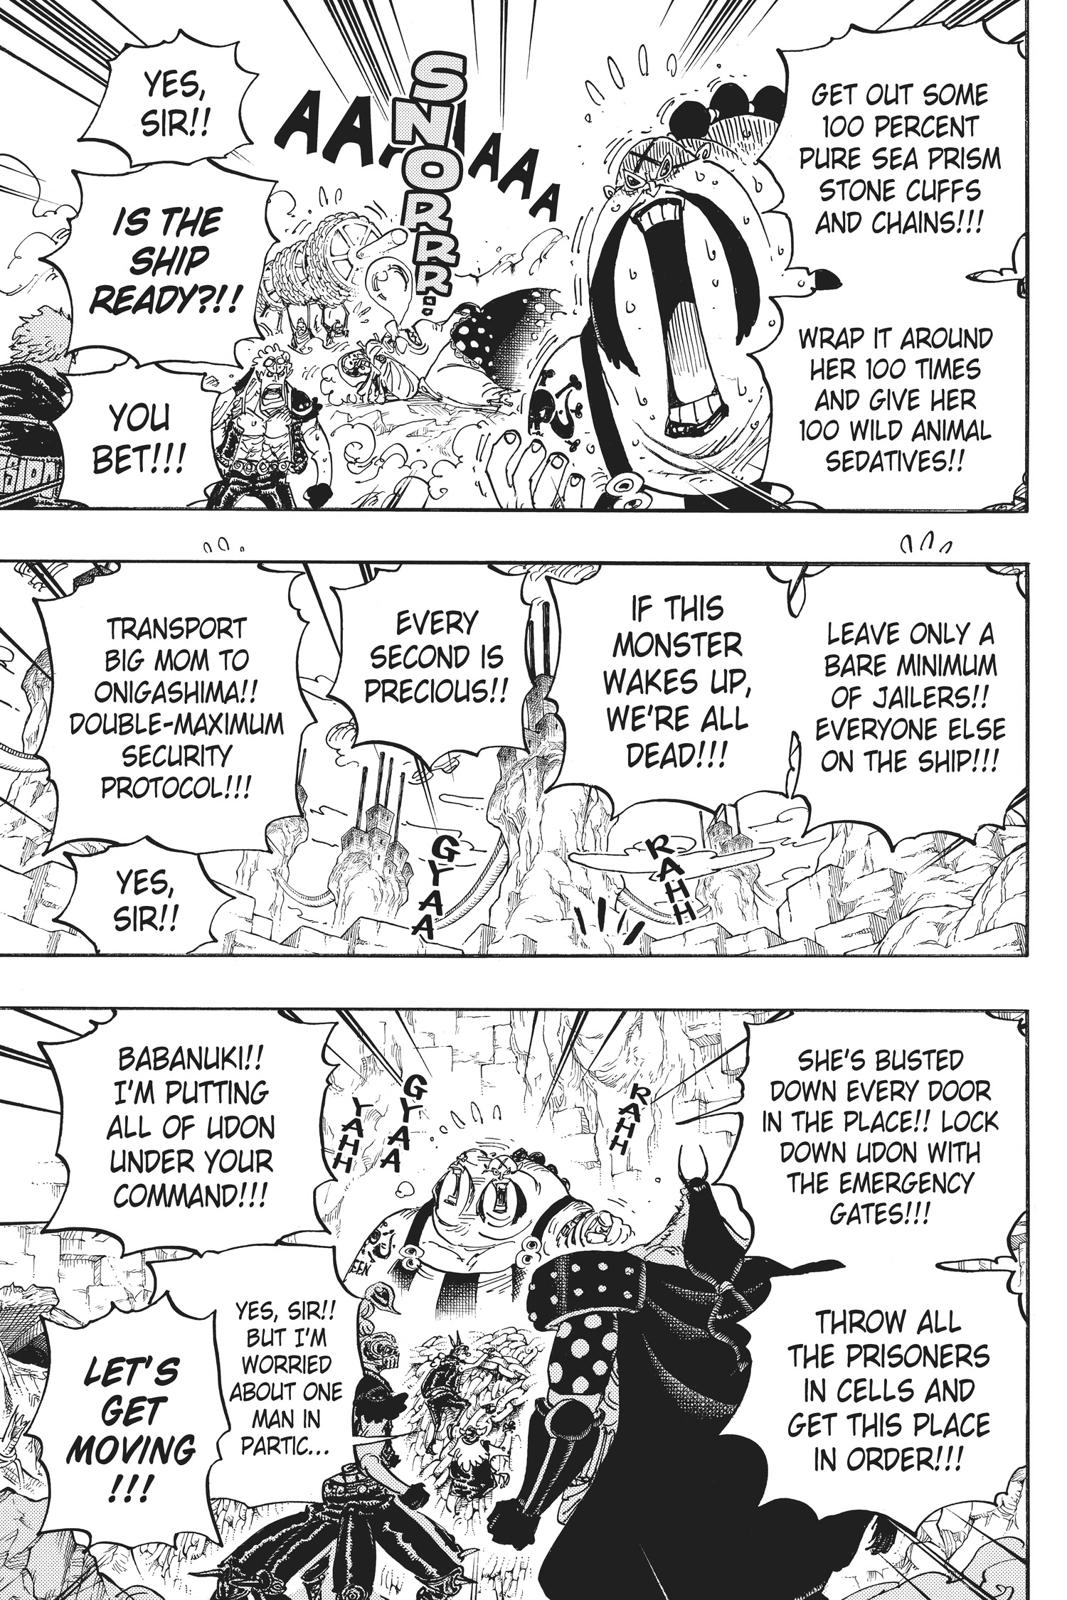 GET OUT SOME
100 PERCENT
PURE SEA PRISM
STONE CUFFS
AND CHAINS!!!
WRAP IT AROUND
HER 100 TIMES
AND GIVE HER
100 WILD ANIMAL
SEDATIVES!!
SNORRR..
AAAAAAA
YES,
SIR!!
IS THE
SHIP
READY?!!
YOU
BET!!!
LEAVE ONLY A
BARE MINIMUM
OF JAILERS!!
EVERYONE ELSE
ON THE SHIP!!!
IF THIS
MONSTER
WAKES UP,
WE'RE ALL
DEAD!!!
EVERY
SECOND IS
PRECIOUS!!
TRANSPORT
BIG MOM TO
ONIGASHIMA!!
DOUBLE-MAXIMUM
SECURITY
PROTOCOL!!!
YES,
SIR!!
RAHH
GYAA
SHE'S BUSTED
DOWN EVERY DOOR
IN THE PLACE!! LOCK
DOWN UDON WITH
THE EMERGENCY
GATES!!!
THROW ALL
THE PRISONERS
IN CELLS AND
GET THIS PLACE
IN ORDER!!!
RAHH
GYAA
YAHH
BABANUKI!!
I'M PUTTING
ALL OF UDON
UNDER YOUR
COMMAND!!!
YES, SIR!!
BUT I'M
WORRIED
ABOUT ONE
MAN IN
PARTIC...
LET'S
GET
MOVING
!!!